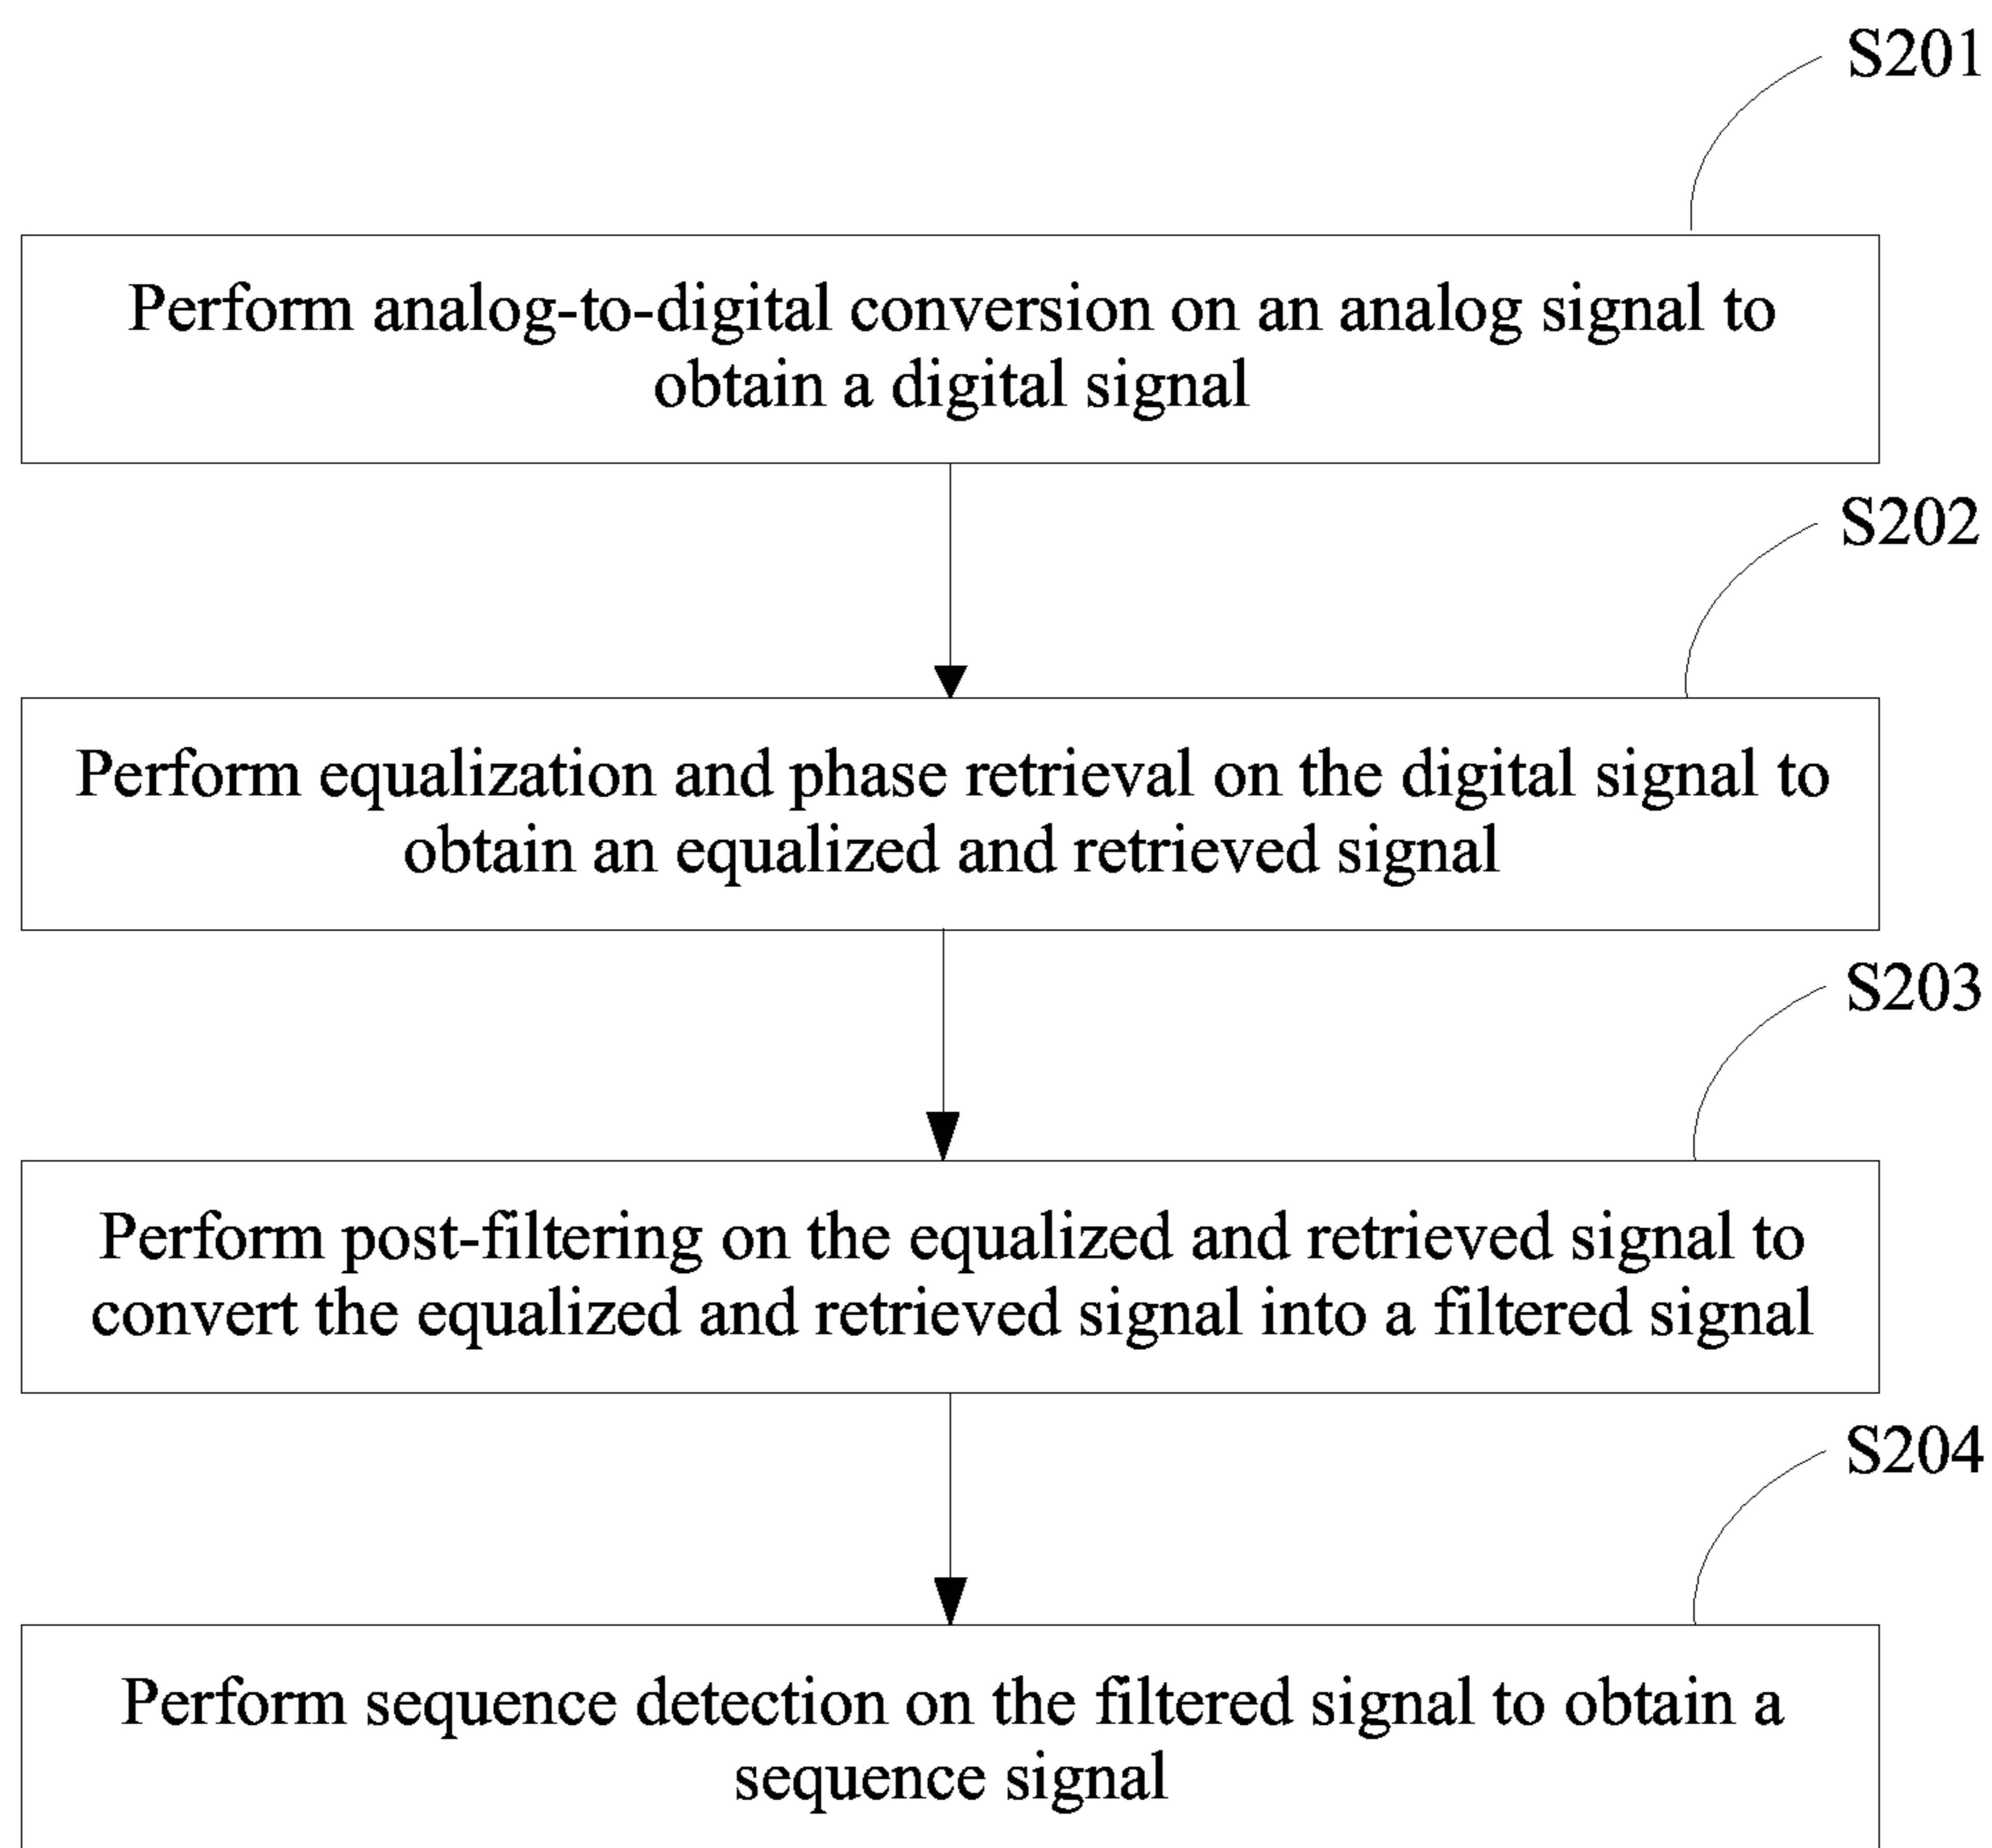 S201
Perform analog-to-digital conversion on an analog signal to
obtain a digital signal
S202
Perform equalization and phase retrieval on the digital signal to
obtain an equalized and retrieved signal
S203
Perform post-filtering on the equalized and retrieved signal to
convert the equalized and retrieved signal into a filtered signal
S204
Perform sequence detection on the filtered signal to obtain a
sequence signal